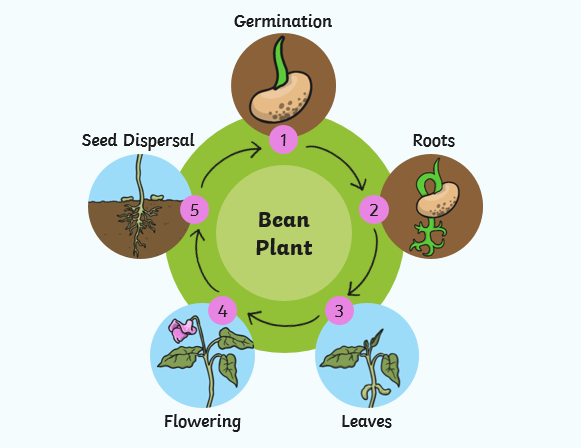 Germination
1
Roots
2
Leaves
3
Flowering
4
Seed Dispersal
5
Bean
Plant